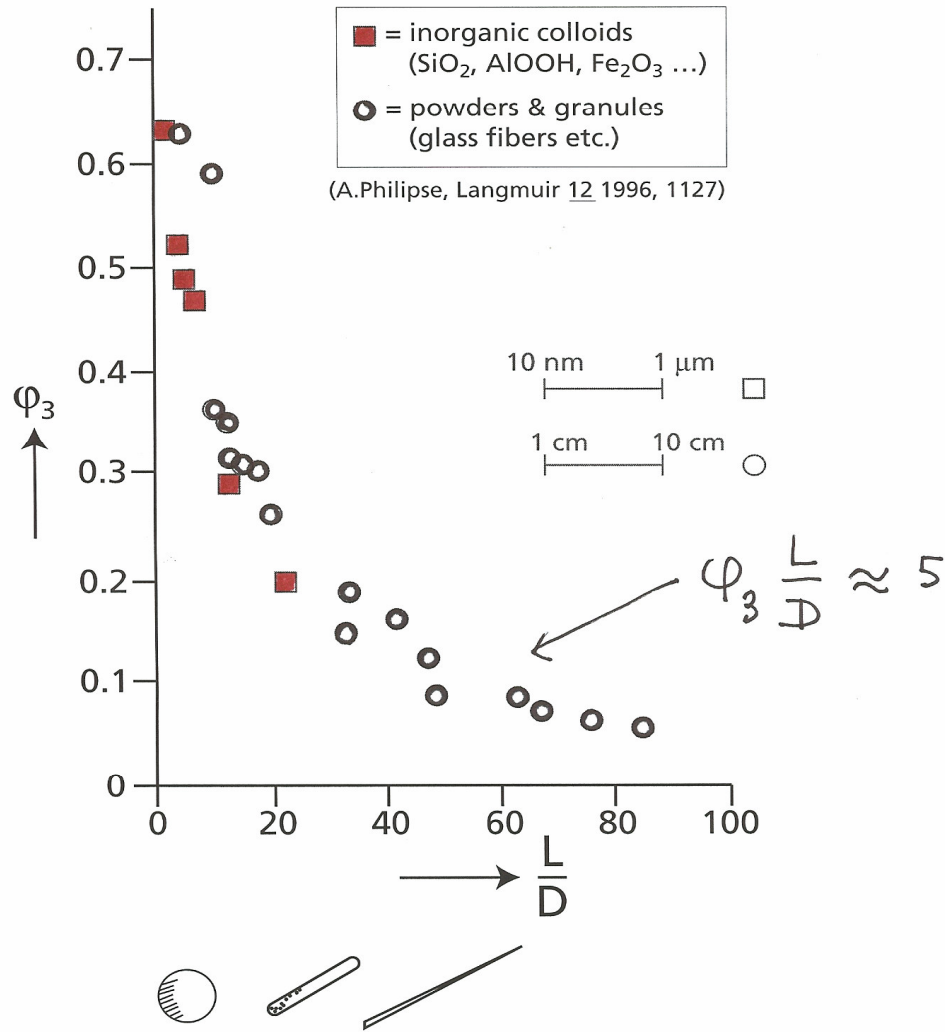 = inorganic colloids
(SiO₂, AlOOH, Fe₂O₃ ...)
= powders & granules
(glass fibers etc.)
(A.Philipse, Langmuir 12 1996, 1127)
0.7
0.6
0.5
0.4
0.3
0.2
0.1
0
φ₃
10 nm 1 μm
1 cm 10 cm
φ₃ L/D ≈ 5
0 20 40 60 80 100
L
D